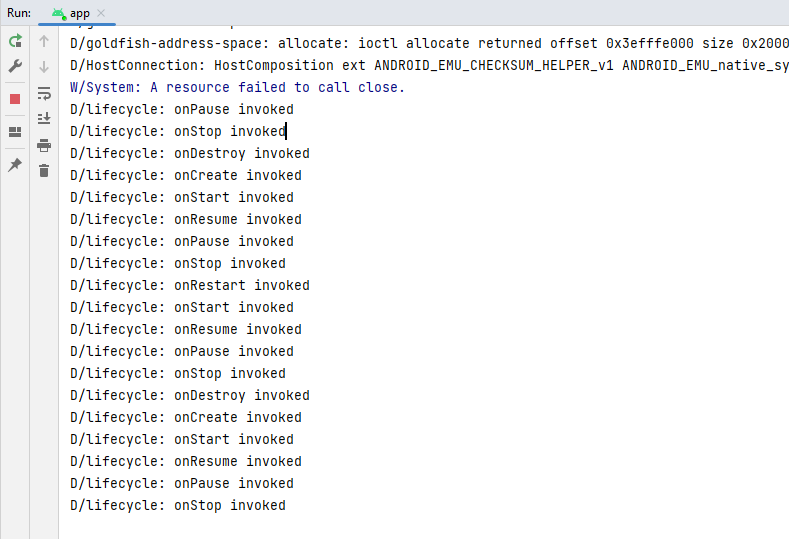 Run: app
D/goldfish-address-space: allocate: ioctl allocate returned offset 0x3efffe000 size 0x2000
D/HostConnection: HostComposition ext ANDROID_EMU_CHECKSUM_HELPER_v1 ANDROID_EMU_native_sy
W/System: A resource failed to call close.
D/lifecycle: onPause invoked
D/lifecycle: onStop invoked
D/lifecycle: onDestroy invoked
D/lifecycle: onCreate invoked
D/lifecycle: onStart invoked
D/lifecycle: onResume invoked
D/lifecycle: onPause invoked
D/lifecycle: onStop invoked
D/lifecycle: onRestart invoked
D/lifecycle: onStart invoked
D/lifecycle: onResume invoked
D/lifecycle: onPause invoked
D/lifecycle: onStop invoked
D/lifecycle: onDestroy invoked
D/lifecycle: onCreate invoked
D/lifecycle: onStart invoked
D/lifecycle: onResume invoked
D/lifecycle: onPause invoked
D/lifecycle: onStop invoked